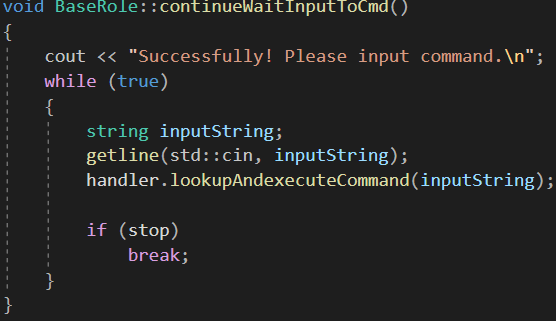 void BaseRole::continueWaitInputToCmd()
{
cout << "Successfully! Please input command.\n";
while (true)
{
string inputString;
getline(std::cin, inputString);
handler.lookupAndexecuteCommand(inputString);
if (stop)
break;
}
}